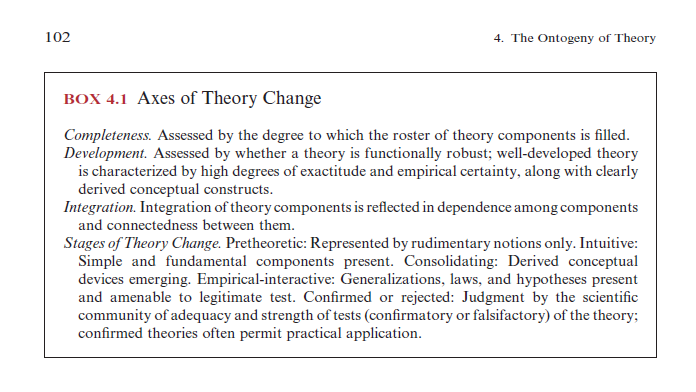 102
4. The Ontogeny of Theory
BOX 4.1 Axes of Theory Change
Completeness. Assessed by the degree to which the roster of theory components is filled.
Development. Assessed by whether a theory is functionally robust; well-developed theory
is characterized by high degrees of exactitude and empirical certainty, along with clearly
derived conceptual constructs.
Integration. Integration of theory components is reflected in dependence among components
and connectedness between them.
Stages of Theory Change. Pretheoretic: Represented by rudimentary notions only. Intuitive:
Simple and fundamental components present. Consolidating: Derived conceptual
devices emerging. Empirical-interactive: Generalizations, laws, and hypotheses present
and amenable to legitimate test. Confirmed or rejected: Judgment by the scientific
community of adequacy and strength of tests (confirmatory or falsifactory) of the theory;
confirmed theories often permit practical application.